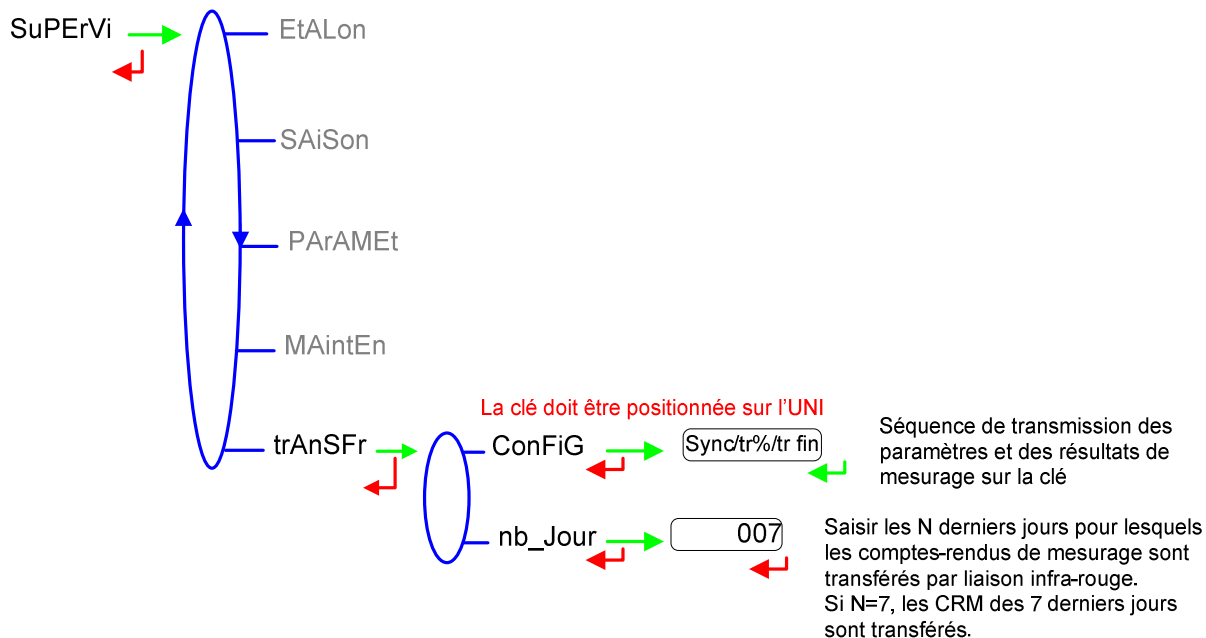 SuPErVi
EtALon
SAiSon
PArAMEt
MAintEn
La clé doit être positionnée sur l'UNI
trAnSFr
ConFiG
Sync/tr%/tr fin
Séquence de transmission des
paramètres et des résultats de
mesurage sur la clé
nb_Jour
007
Saisir les N derniers jours pour lesquels
les comptes-rendus de mesurage sont
transférés par liaison infra-rouge.
Si N=7, les CRM des 7 derniers jours
sont transférés.